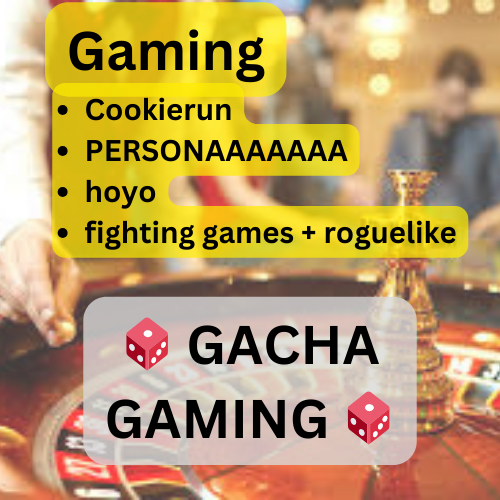 Gaming
• Cookierun
• PERSONAAAAAAA
• hoyo
• fighting games + roguelike
🎲 GACHA
GAMING 🎲